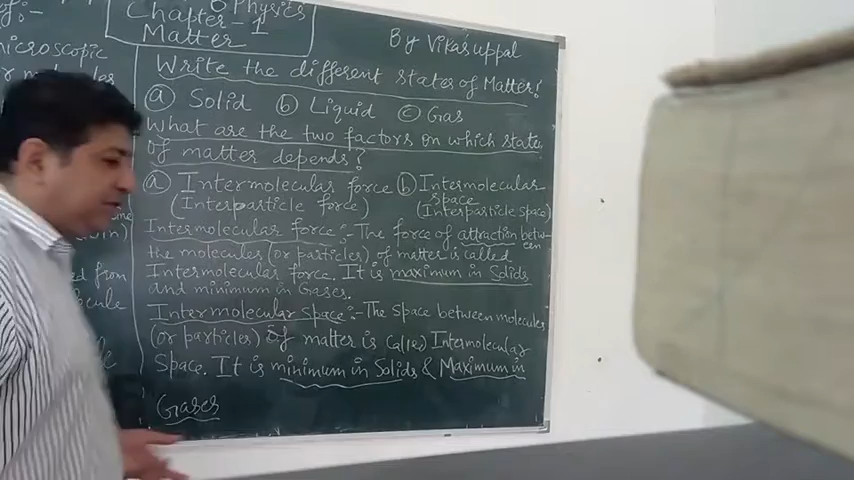 Physics
Chapter-1
Matter
By Vikas uppal
microscopic
molecules
from
Write the different states of Matter?
(a) Solid (b) Liquid (c) Gas
What are the two factors on which state
of matter depends?
(a) Intermolecular force (b) Intermolecular
space
(Interparticle force) (Interparticle space)
Intermolecular force:- The force of attraction between
the molecules (or particles) of matter is called
Intermolecular force. It is maximum in Solids
and minimum in Gases.
Intermolecular space:- The space between molecules
(or particles) of matter is called Intermolecular
Space. It is minimum in Solids & Maximum in
Gases